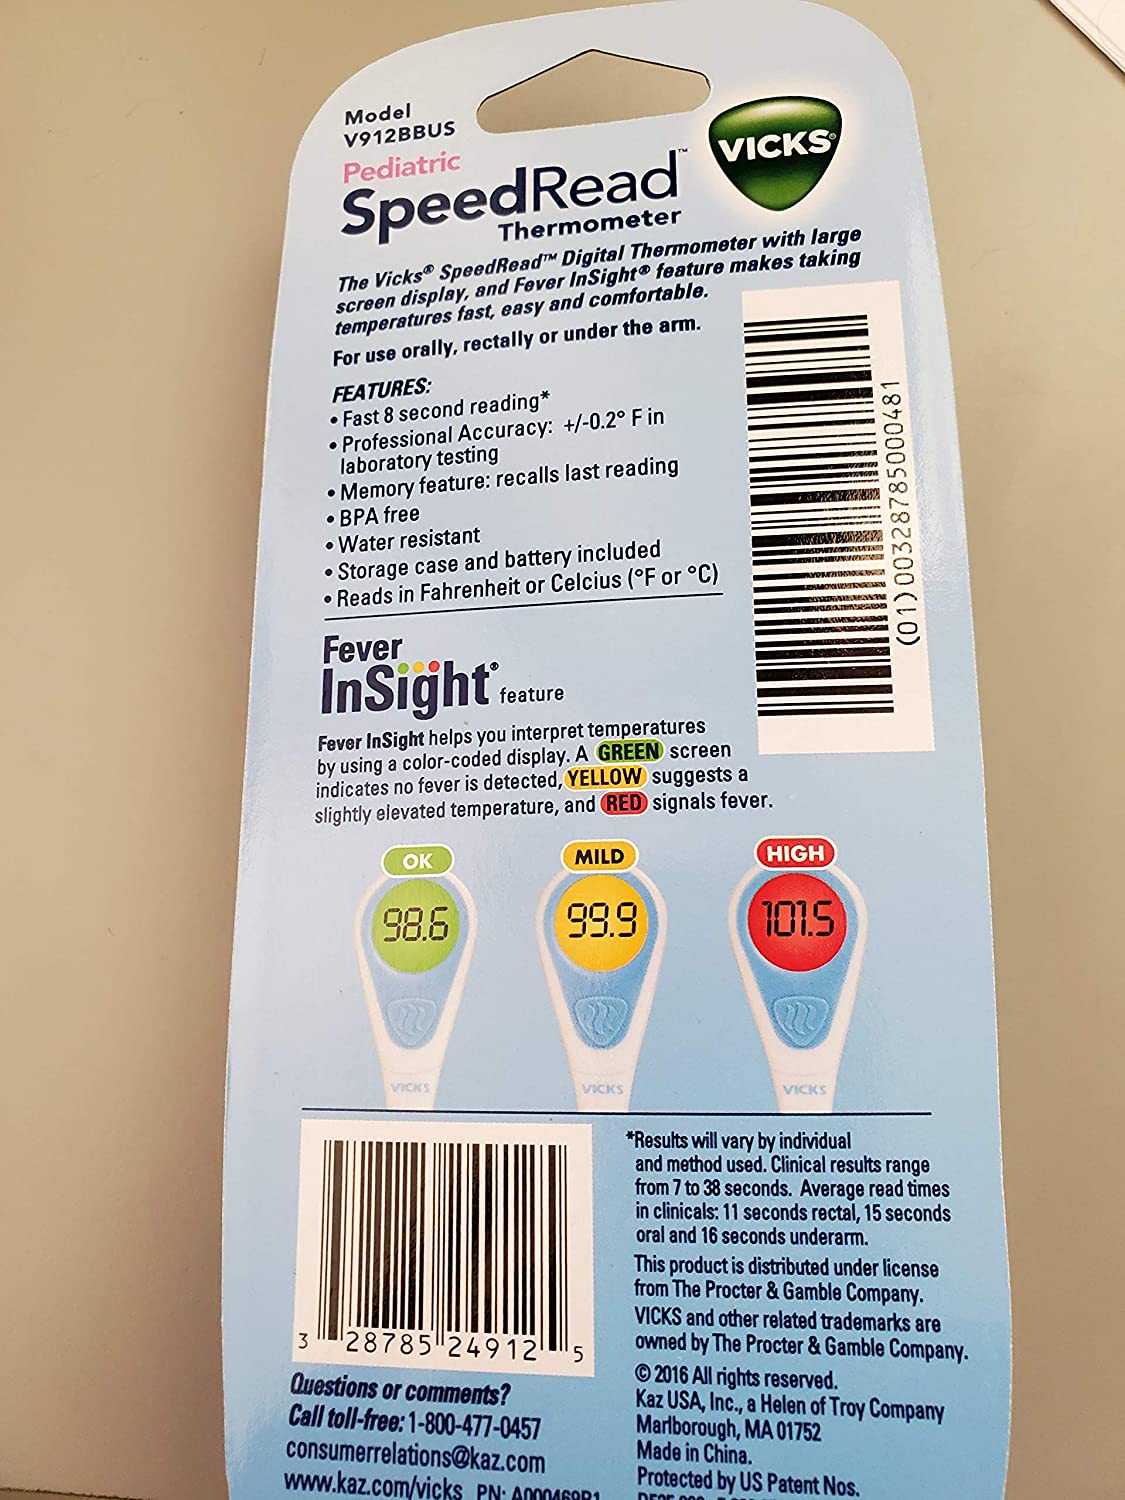 Model
V912BBUS
Pediatric
SpeedRead™
Thermometer
VICKS®
The Vicks® SpeedRead™ Digital Thermometer with large
screen display, and Fever InSight® feature makes taking
temperatures fast, easy and comfortable.
For use orally, rectally or under the arm.
FEATURES:
• Fast 8 second reading*
• Professional Accuracy: +/-0.2° F in
laboratory testing
• Memory feature: recalls last reading
• BPA free
• Water resistant
• Storage case and battery included
• Reads in Fahrenheit or Celcius (°F or °C)
(01)00328785000481
Fever
InSight® feature
Fever InSight helps you interpret temperatures
by using a color-coded display. A GREEN screen
indicates no fever is detected, YELLOW suggests a
slightly elevated temperature, and RED signals fever.
OK
MILD
HIGH
98.6
99.9
101.5
VICKS
VICKS
VICKS
3 28785 24912 5
Questions or comments?
Call toll-free: 1-800-477-0457
consumerrelations@kaz.com
www.kaz.com/vicks PN: A000469R1
*Results will vary by individual
and method used. Clinical results range
from 7 to 38 seconds. Average read times
in clinicals: 11 seconds rectal, 15 seconds
oral and 16 seconds underarm.
This product is distributed under license
from The Procter & Gamble Company.
VICKS and other related trademarks are
owned by The Procter & Gamble Company.
© 2016 All rights reserved.
Kaz USA, Inc., a Helen of Troy Company
Marlborough, MA 01752
Made in China.
Protected by US Patent Nos.